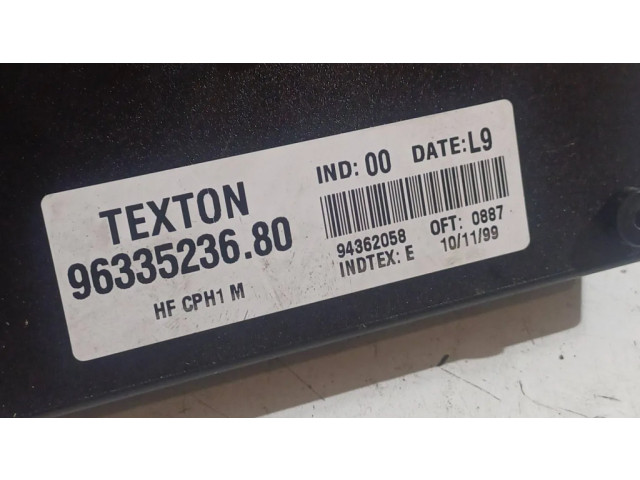 TEXTON
96335236.80
HF CPH1 M
IND: 00 DATE: L9
94362058 OFT: 0887
INDTEX: E 10/11/99